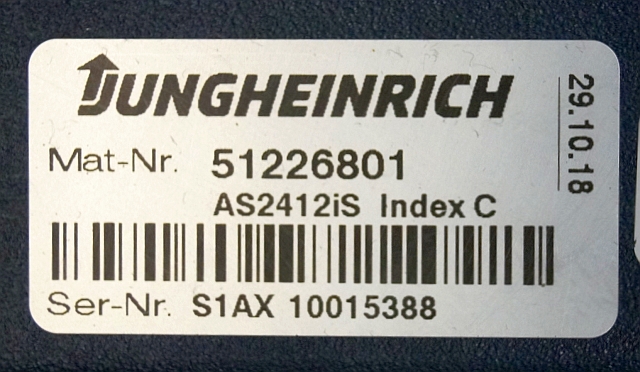 JUNGHEINRICH
29.10.18
Mat-Nr. 51226801
AS2412iS Index C
Ser-Nr. S1AX 10015388